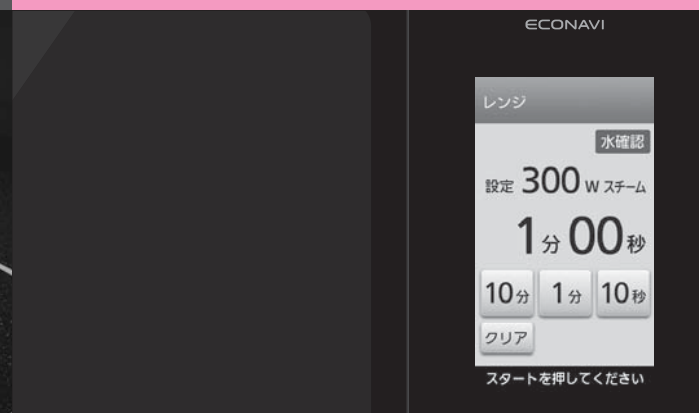 ECONAVI
レンジ
水確認
設定 300 W スチーム
1分00秒
10分 1分 10秒
クリア
スタートを押してください